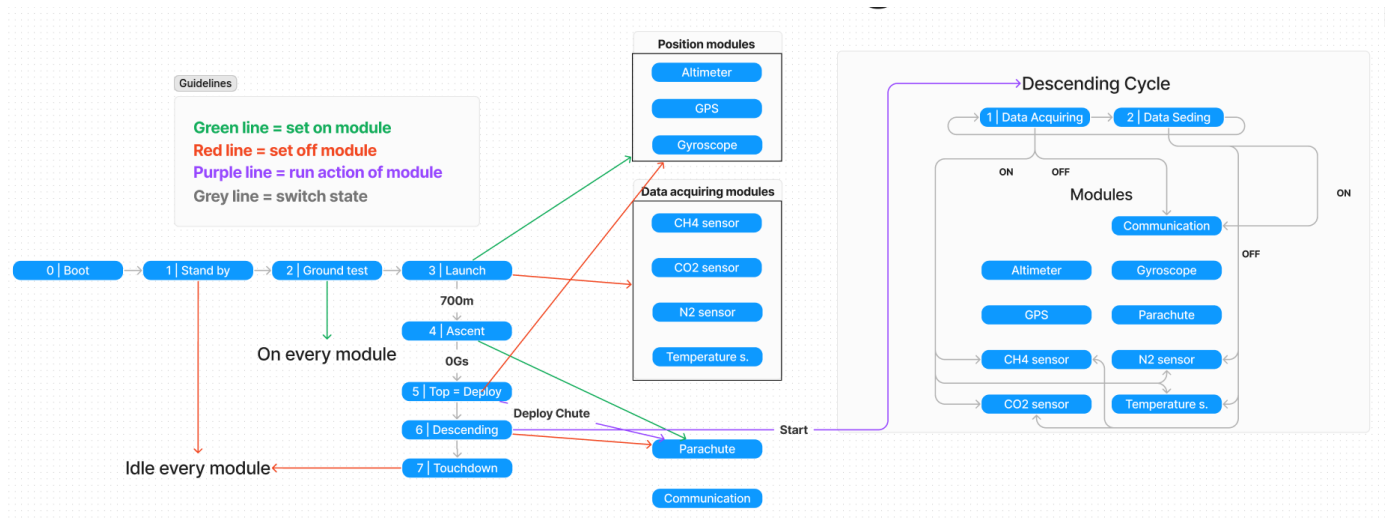 Guidelines
Green line = set on module
Red line = set off module
Purple line = run action of module
Grey line = switch state
0 | Boot
1 | Stand by
2 | Ground test
3 | Launch
700m
4 | Ascent
On every module
0Gs
5 | Top = Deploy
Deploy Chute
6 | Descending
Start
Idle every module
7 | Touchdown
Position modules
Altimeter
GPS
Gyroscope
Data acquiring modules
CH4 sensor
CO2 sensor
N2 sensor
Temperature s.
Parachute
Communication
Descending Cycle
1 | Data Acquiring
2 | Data Seding
ON
OFF
Modules
ON
Communication
OFF
Altimeter
Gyroscope
GPS
Parachute
CH4 sensor
N2 sensor
CO2 sensor
Temperature s.